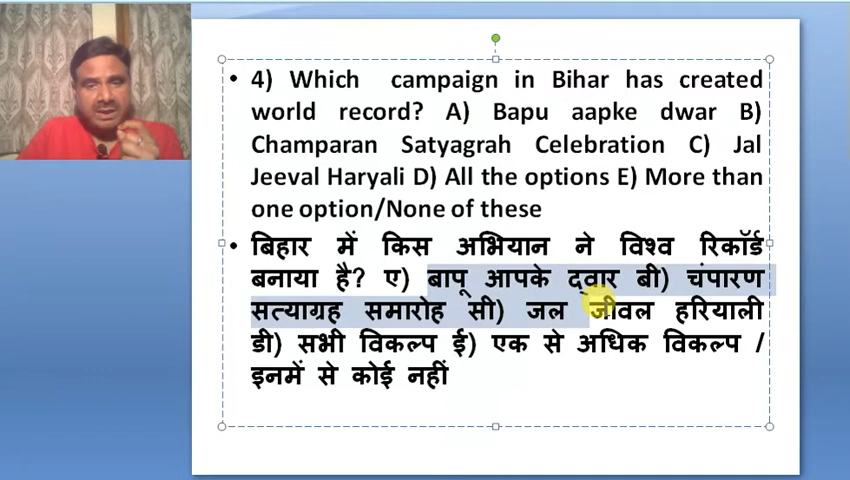 • 4) Which campaign in Bihar has created
world record? A) Bapu aapke dwar B)
Champaran Satyagrah Celebration C) Jal
Jeeval Haryali D) All the options E) More than
one option/None of these
• बिहार में किस अभियान ने विश्व रिकॉर्ड
बनाया है? ए) बापू आपके द्वार बी) चंपारण
सत्याग्रह समारोह सी) जल जीवल हरियाली
डी) सभी विकल्प ई) एक से अधिक विकल्प /
इनमें से कोई नहीं